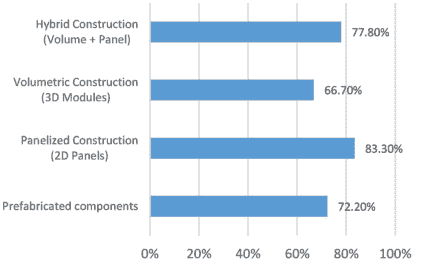 Hybrid Construction
(Volume + Panel)
77.80%
Volumetric Construction
(3D Modules)
66.70%
Panelized Construction
(2D Panels)
83.30%
Prefabricated components
72.20%
0% 20% 40% 60% 80% 100%